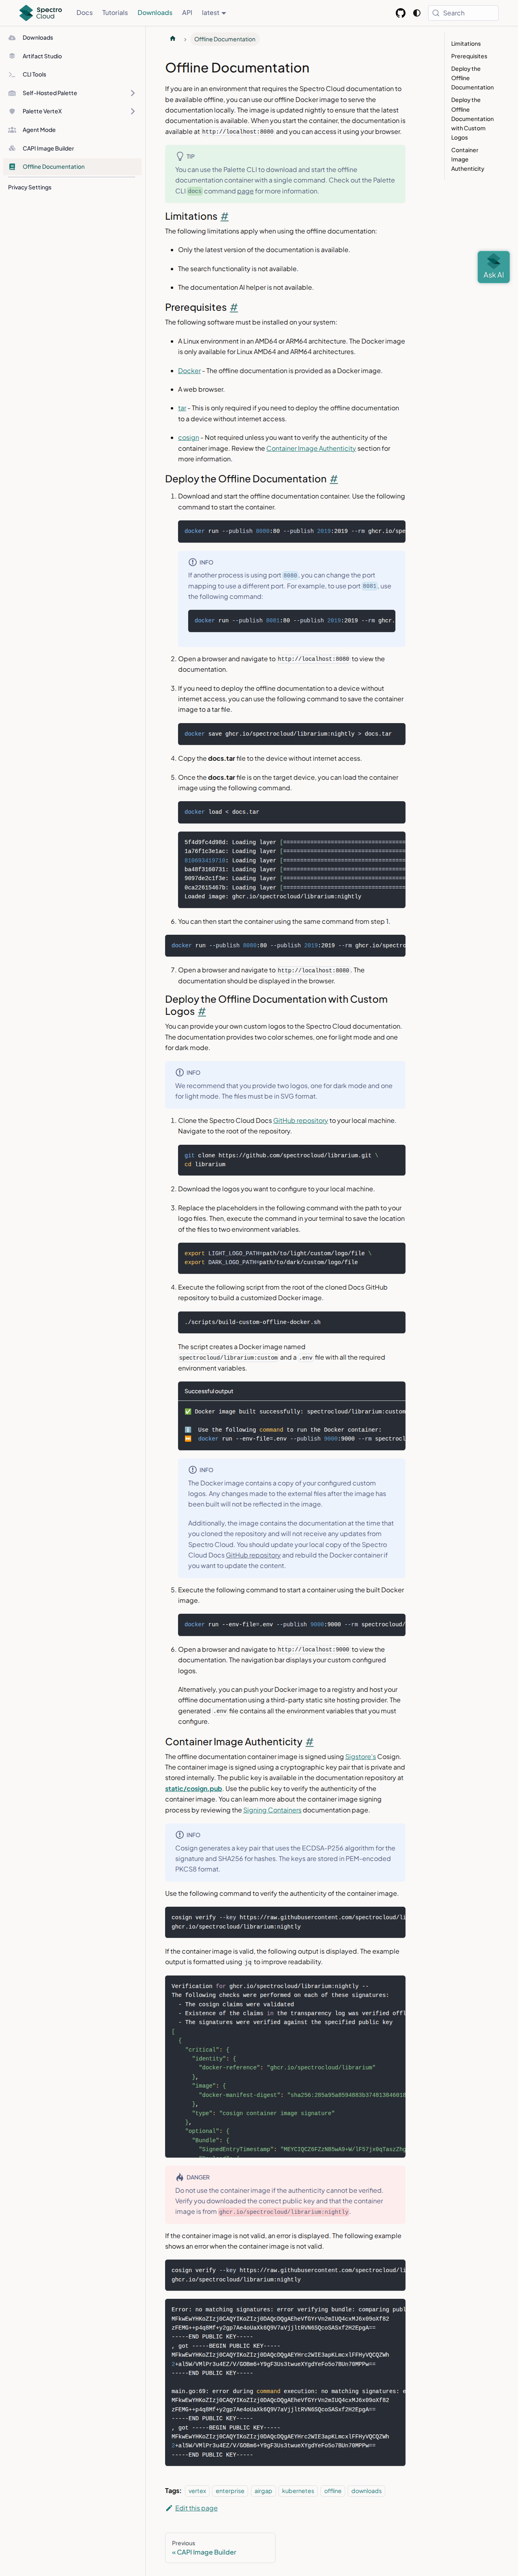 Spectro Cloud
Docs
Tutorials
Downloads
API
latest
Search
Downloads
Artifact Studio
CLI Tools
Self-Hosted Palette
Palette VerteX
Agent Mode
CAPI Image Builder
Offline Documentation
Privacy Settings
Offline Documentation
Limitations
Prerequisites
Deploy the
Offline
Documentation
Deploy the
Offline
Documentation
with Custom
Logos
Container
Image
Authenticity
Ask AI
Offline Documentation
If you are in an environment that requires the Spectro Cloud documentation to
be available offline, you can use our offline Docker image to serve the
documentation locally. The image is updated nightly to ensure that the latest
documentation is available. When you start the container, the documentation is
available at http://localhost:8080 and you can access it using your browser.
TIP
You can use the Palette CLI to download and start the offline
documentation container with a single command. Check out the Palette
CLI docs command page for more information.
Limitations #
The following limitations apply when using the offline documentation:
Only the latest version of the documentation is available.
The search functionality is not available.
The documentation AI helper is not available.
Prerequisites #
The following software must be installed on your system:
A Linux environment in an AMD64 or ARM64 architecture. The Docker image
is only available for Linux AMD64 and ARM64 architectures.
Docker - The offline documentation is provided as a Docker image.
A web browser.
tar - This is only required if you need to deploy the offline documentation
to a device without internet access.
cosign - Not required unless you want to verify the authenticity of the
container image. Review the Container Image Authenticity section for
more information.
Deploy the Offline Documentation #
1. Download and start the offline documentation container. Use the following
command to start the container.
docker run --publish 8080:80 --publish 2019:2019 --rm ghcr.io/spe
INFO
If another process is using port 8080, you can change the port
mapping to use a different port. For example, to use port 8081, use
the following command:
docker run --publish 8081:80 --publish 2019:2019 --rm ghcr.
2. Open a browser and navigate to http://localhost:8080 to view the
documentation.
3. If you need to deploy the offline documentation to a device without
internet access, you can use the following command to save the container
image to a tar file.
docker save ghcr.io/spectrocloud/librarium:nightly > docs.tar
4. Copy the docs.tar file to the device without internet access.
5. Once the docs.tar file is on the target device, you can load the container
image using the following command.
docker load < docs.tar
5f4d9fc4d98d: Loading layer [====================================
1a76f1c3e1ac: Loading layer [====================================
Loading layer [====================================
ba48f3160731: Loading layer [====================================
9097de2c1f3e: Loading layer [====================================
0ca22615467b: Loading layer [====================================
Loaded image: ghcr.io/spectrocloud/librarium:nightly
6. You can then start the container using the same command from step 1.
docker run --publish 8080:80 --publish 2019:2019 --rm ghcr.io/spectro
7. Open a browser and navigate to http://localhost:8080. The
documentation should be displayed in the browser.
Deploy the Offline Documentation with Custom
Logos #
You can provide your own custom logos to the Spectro Cloud documentation.
The documentation provides two color schemes, one for light mode and one
for dark mode.
INFO
We recommend that you provide two logos, one for dark mode and one
for light mode. The files must be in SVG format.
1. Clone the Spectro Cloud Docs GitHub repository to your local machine.
Navigate to the root of the repository.
git clone https://github.com/spectrocloud/librarium.git \
cd librarium
2. Download the logos you want to configure to your local machine.
3. Replace the placeholders in the following command with the path to your
logo files. Then, execute the command in your terminal to save the location
of the files to two environment variables.
export LIGHT_LOGO_PATH=path/to/light/custom/logo/file \
export DARK_LOGO_PATH=path/to/dark/custom/logo/file
4. Execute the following script from the root of the cloned Docs GitHub
repository to build a customized Docker image.
./scripts/build-custom-offline-docker.sh
The script creates a Docker image named
spectrocloud/librarium:custom and a .env file with all the required
environment variables.
Successful output
✅ Docker image built successfully: spectrocloud/librarium:custom
ℹ️ Use the following command to run the Docker container:
⏩ docker run --env-file=.env --publish 9000:9000 --rm spectrocl
INFO
The Docker image contains a copy of your configured custom
logos. Any changes made to the external files after the image has
been built will not be reflected in the image.
Additionally, the image contains the documentation at the time that
you cloned the repository and will not receive any updates from
Spectro Cloud. You should update your local copy of the Spectro
Cloud Docs GitHub repository and rebuild the Docker container if
you want to update the content.
5. Execute the following command to start a container using the built Docker
image.
docker run --env-file=.env --publish 9000:9000 --rm spectrocloud/
6. Open a browser and navigate to http://localhost:9000 to view the
documentation. The navigation bar displays your custom configured
logos.
Alternatively, you can push your Docker image to a registry and host your
offline documentation using a third-party static site hosting provider. The
generated .env file contains all the environment variables that you must
configure.
Container Image Authenticity #
The offline documentation container image is signed using Sigstore's Cosign.
The container image is signed using a cryptographic key pair that is private and
stored internally. The public key is available in the documentation repository at
static/cosign.pub. Use the public key to verify the authenticity of the
container image. You can learn more about the container image signing
process by reviewing the Signing Containers documentation page.
INFO
Cosign generates a key pair that uses the ECDSA-P256 algorithm for the
signature and SHA256 for hashes. The keys are stored in PEM-encoded
PKCS8 format.
Use the following command to verify the authenticity of the container image.
cosign verify --key https://raw.githubusercontent.com/spectrocloud/li
ghcr.io/spectrocloud/librarium:nightly
If the container image is valid, the following output is displayed. The example
output is formatted using jq to improve readability.
Verification for ghcr.io/spectrocloud/librarium:nightly --
The following checks were performed on each of these signatures:
- The cosign claims were validated
- Existence of the claims in the transparency log was verified offl
- The signatures were verified against the specified public key
[
{
"critical": {
"identity": {
"docker-reference": "ghcr.io/spectrocloud/librarium"
},
"image": {
"docker-manifest-digest":
},
"type": "cosign container image signature"
},
"optional": {
"Bundle": {
"SignedEntryTimestamp":
DANGER
Do not use the container image if the authenticity cannot be verified.
Verify you downloaded the correct public key and that the container
image is from ghcr.io/spectrocloud/librarium:nightly.
If the container image is not valid, an error is displayed. The following example
shows an error when the container image is not valid.
cosign verify --key https://raw.githubusercontent.com/spectrocloud/li
ghcr.io/spectrocloud/librarium:nightly
Error: no matching signatures: error verifying bundle: comparing publ
-----END PUBLIC KEY-----
, got -----BEGIN PUBLIC KEY-----
-----END PUBLIC KEY-----
main.go:69: error during command execution: no matching signatures: e
-----END PUBLIC KEY-----
, got -----BEGIN PUBLIC KEY-----
-----END PUBLIC KEY-----
Tags: vertex enterprise airgap kubernetes offline downloads
Edit this page
Previous
« CAPI Image Builder